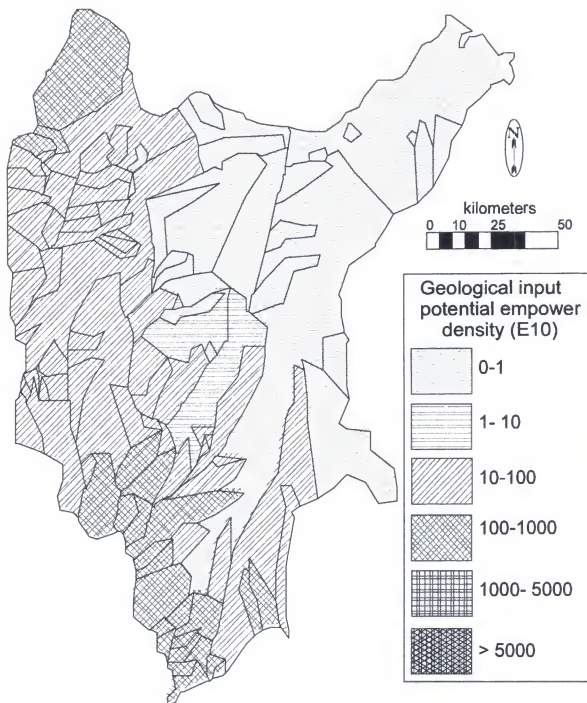 N
kilometers
0 10 25 50
Geological input
potential empower
density (E10)
0-1
1- 10
10-100
100-1000
1000- 5000
> 5000